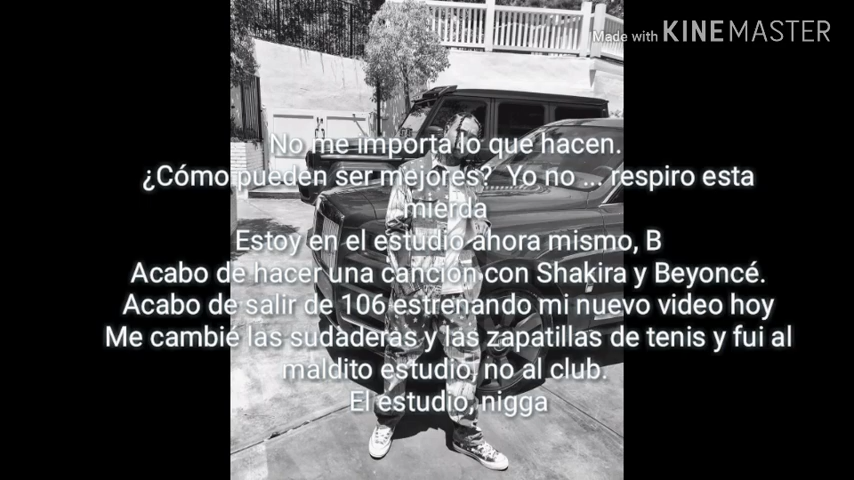 Made with KINEMASTER
No me importa lo que hacen.
¿Cómo pueden ser mejores? Yo no ... respiro esta
mierda
Estoy en el estudio ahora mismo, B
Acabo de hacer una canción con Shakira y Beyoncé.
Acabo de salir de 106 estrenando mi nuevo video hoy
Me cambié las sudaderas y las zapatillas de tenis y fui al
maldito estudio, no al club.
El estudio, nigga